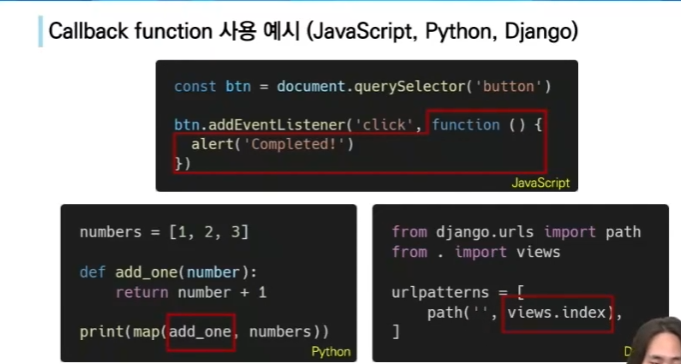 Callback function 사용 예시 (JavaScript, Python, Django)
const btn = document.querySelector('button')
btn.addEventListener('click', function () {
  alert('Completed!')
})
JavaScript
numbers = [1, 2, 3]
def add_one(number):
    return number + 1
print(map(add_one, numbers))
Python
from django.urls import path
from . import views
urlpatterns = [
    path('', views.index),
]